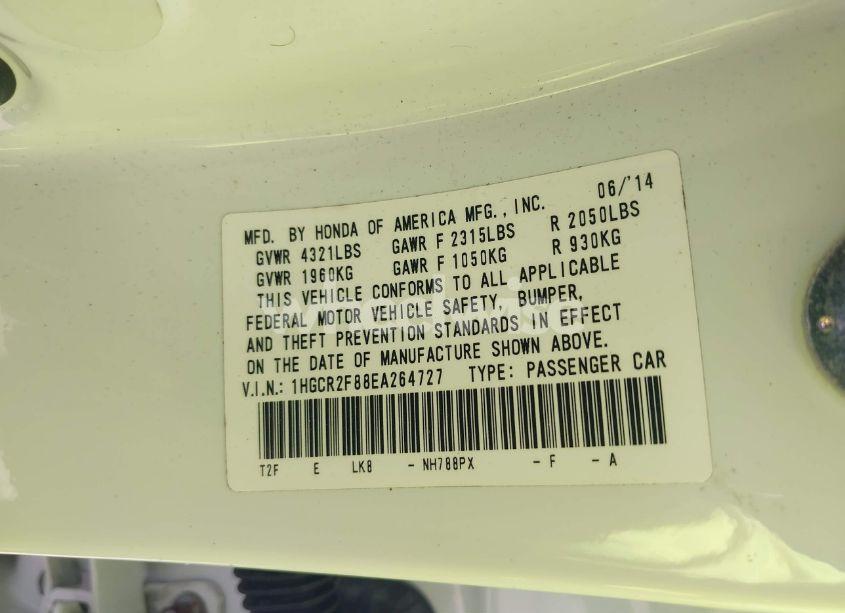 06/'14
MFD. BY HONDA OF AMERICA MFG., INC.
GVWR 4321LBS GAWR F 2315LBS R 2050LBS
GVWR 1960KG GAWR F 1050KG R 930KG
THIS VEHICLE CONFORMS TO ALL APPLICABLE
FEDERAL MOTOR VEHICLE SAFETY, BUMPER,
AND THEFT PREVENTION STANDARDS IN EFFECT
ON THE DATE OF MANUFACTURE SHOWN ABOVE.
V.I.N.: 1HGCR2F88EA264727 TYPE: PASSENGER CAR
T2F E LK8 - NH788PX - F - A